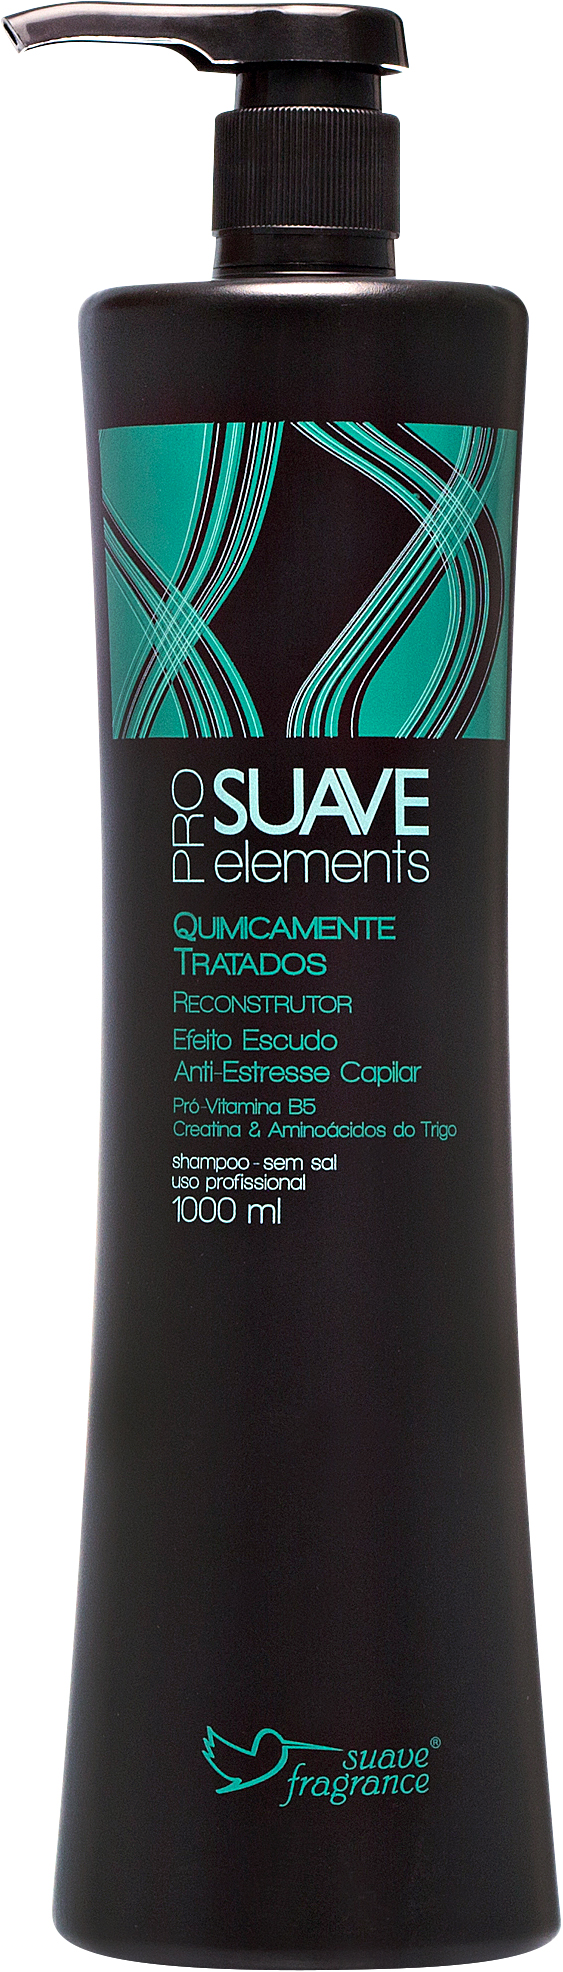 PRO SUAVE
elements
QUIMICAMENTE
TRATADOS
RECONSTRUTOR
Efeito Escudo
Anti-Estresse Capilar
Pró-Vitamina B5
Creatina & Aminoácidos do Trigo
shampoo - sem sal
uso profissional
1000 ml
suave®
fragrance